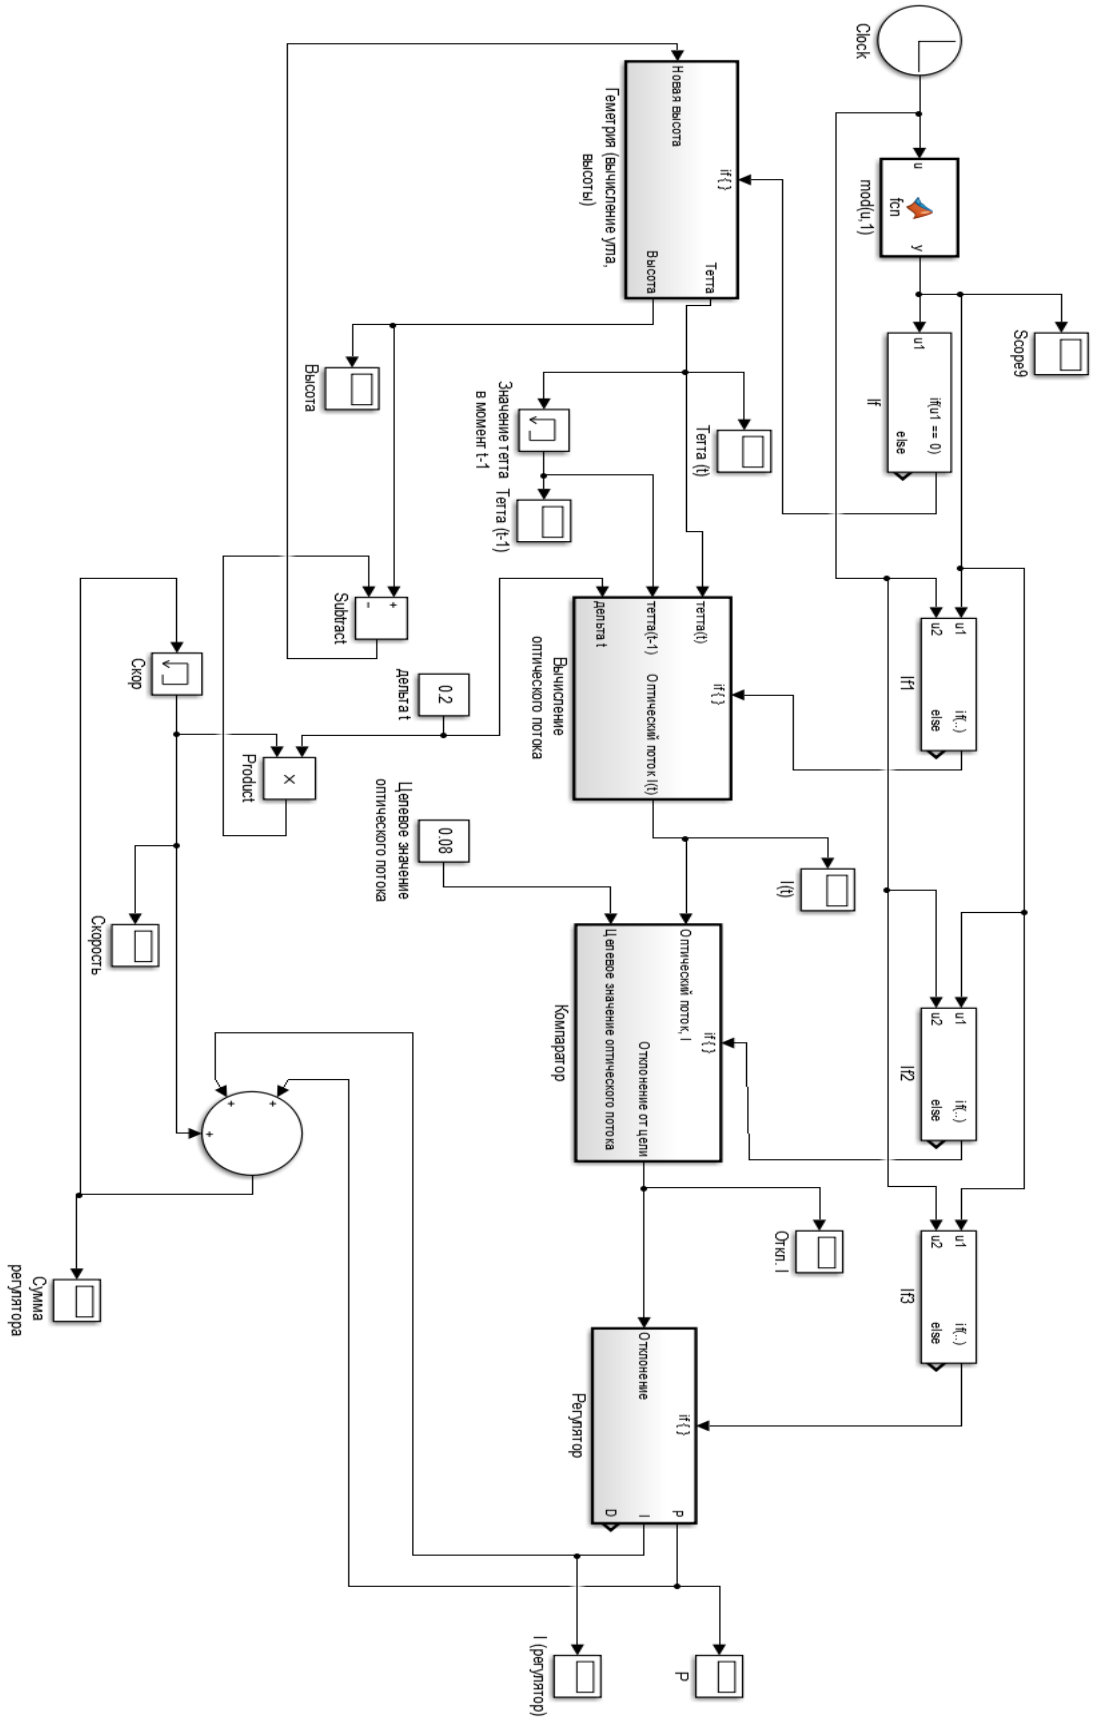 Clock
u
fcn
y
mod(u,1)
Scope9
u1
if(u1 == 0)
else
If
u1
u2
if(..)
else
If1
u1
u2
if(..)
else
If2
u1
u2
if(..)
else
If3
Новая высота
if { }
Тетта
Высота
Геметрия (вычисление угла,
высоты)
Тетта (t)
Значение тетта
в момент t-1
Тетта (t-1)
Высота
тетта(t)
тетта(t-1)
дельта t
if { }
Оптический поток I(t)
Вычисление
оптического потока
I(t)
Оптический поток, I
Целевое значение оптического потока
if { }
Отклонение от цели
Компаратор
Откл. I
Отклонение
if { }
P
I
D
Регулятор
P
I (регулятор)
+
−
Subtract
0.2
дельта t
0.08
Целевое значение
оптического потока
×
Product
Скор
Скорость
+
+
+
Сумма
регулятора